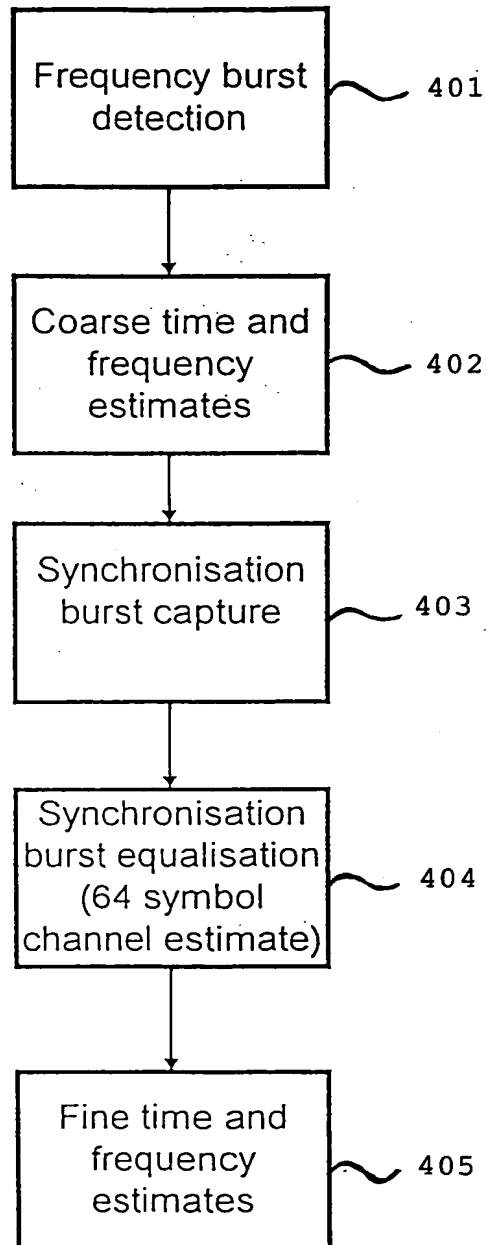 Frequency burst
detection
401
Coarse time and
frequency
estimates
402
Synchronisation
burst capture
403
Synchronisation
burst equalisation
(64 symbol
channel estimate)
404
Fine time and
frequency
estimates
405